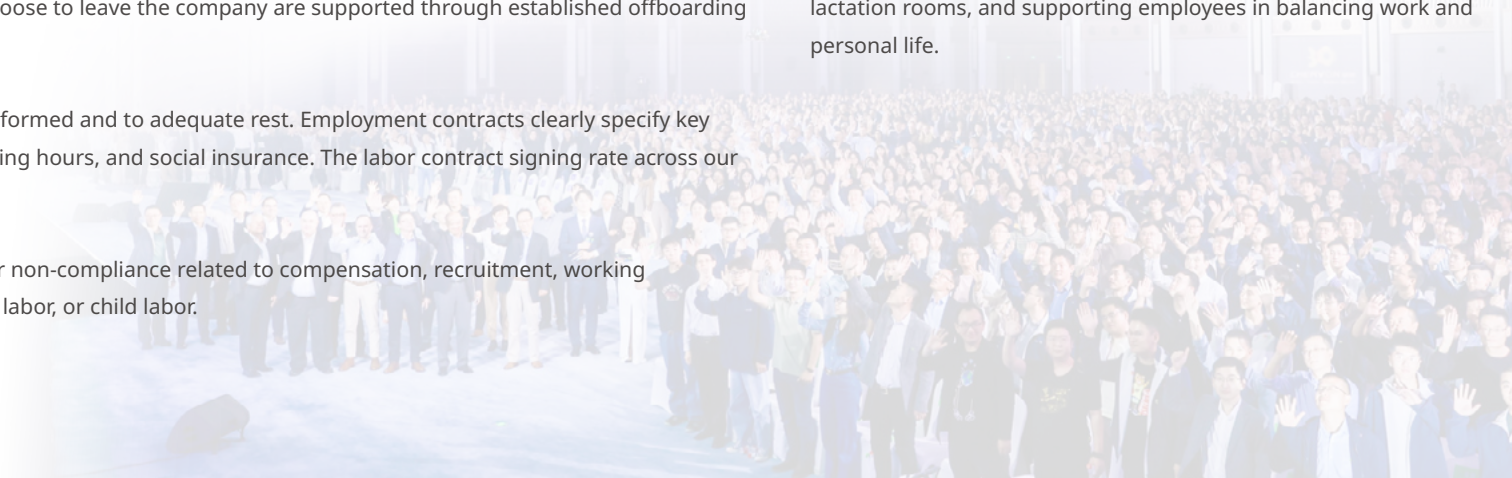 oose to leave the company are supported through established offboarding
formed and to adequate rest. Employment contracts clearly specify key
ing hours, and social insurance. The labor contract signing rate across our
r non-compliance related to compensation, recruitment, working
labor, or child labor.
lactation rooms, and supporting employees in balancing work and
personal life.